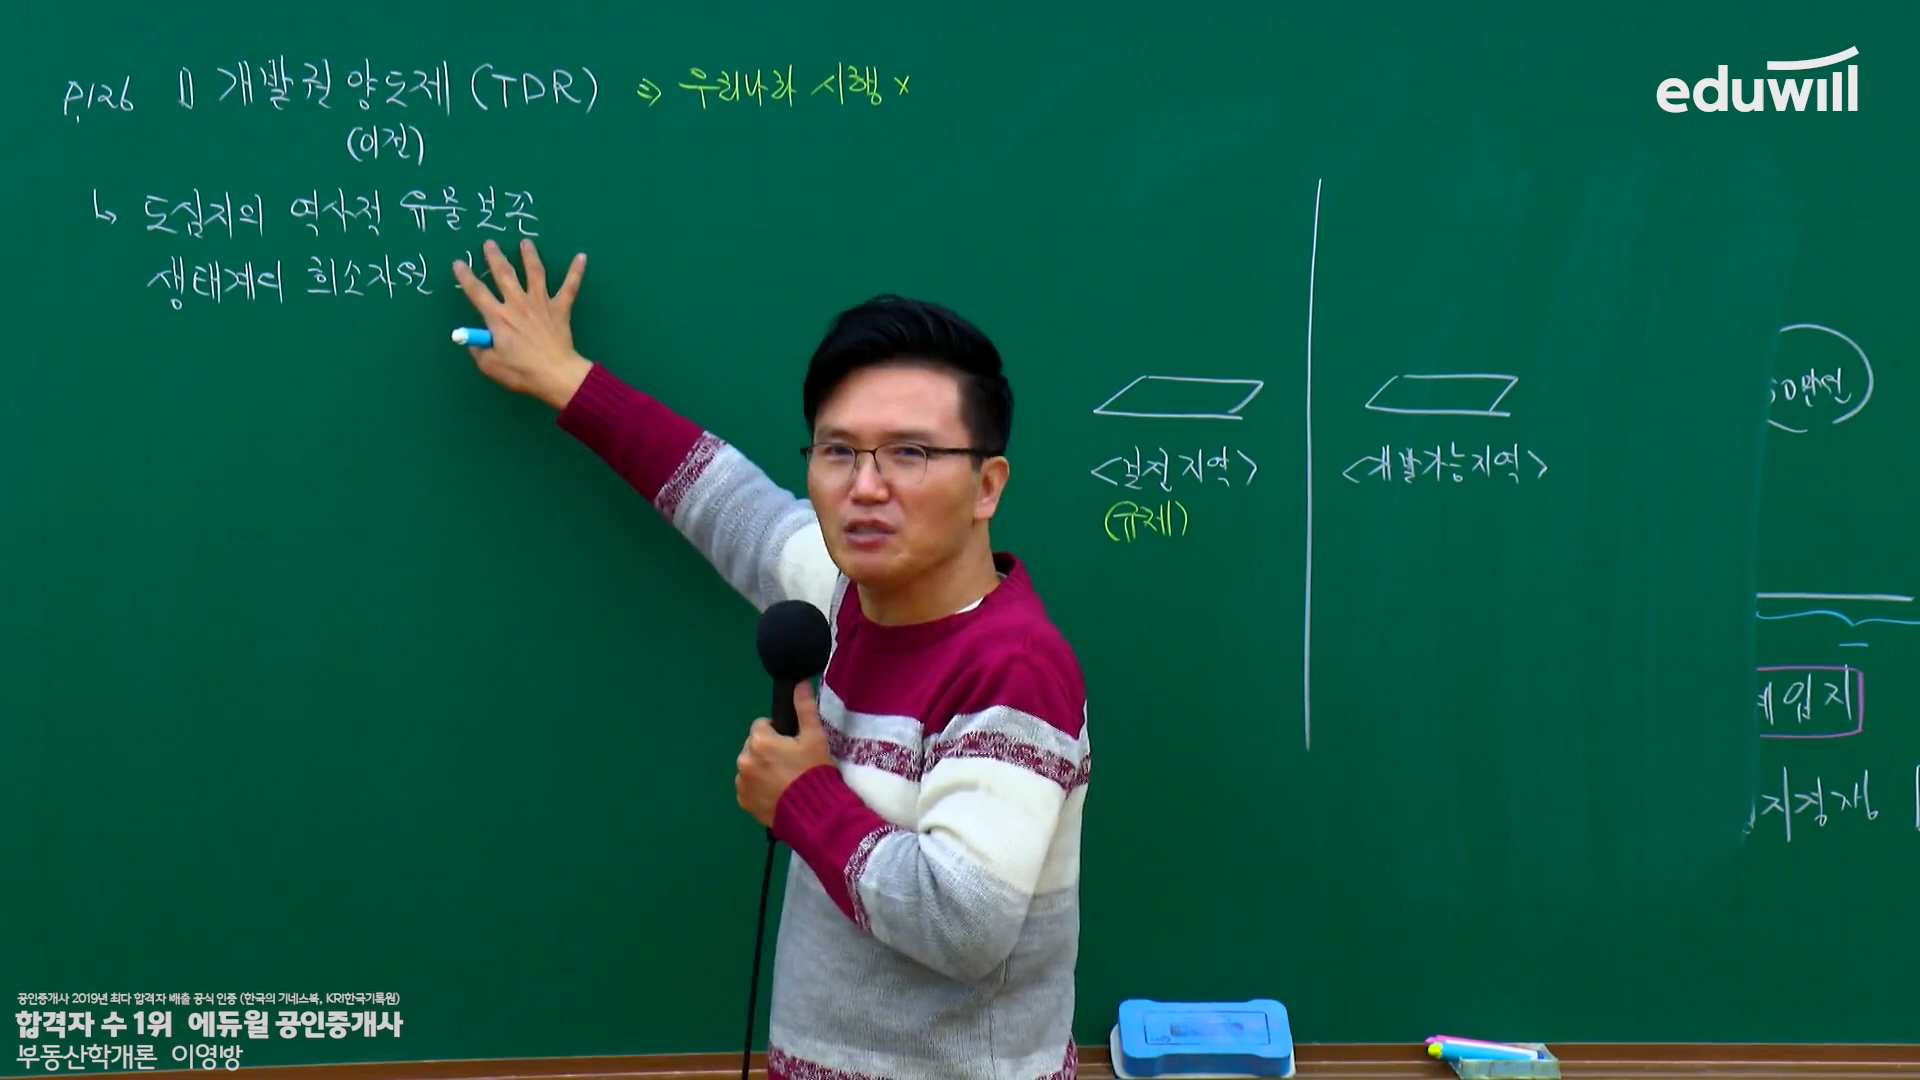 P.126 1) 개발권양도제 (TDR) ⇒ 우리나라 시행 x
(이전)
↳ 도심지의 역사적 유물보존
생태계의 희소자원
<보전지역>
(규제)
<개발가능지역>
0만원
입지
지경쟁
eduwill
공인중개사 2019년 최다 합격자 배출 공식 인증 (한국의 기네스북, KRI한국기록원)
합격자 수 1위 에듀윌 공인중개사
부동산학개론 이영방